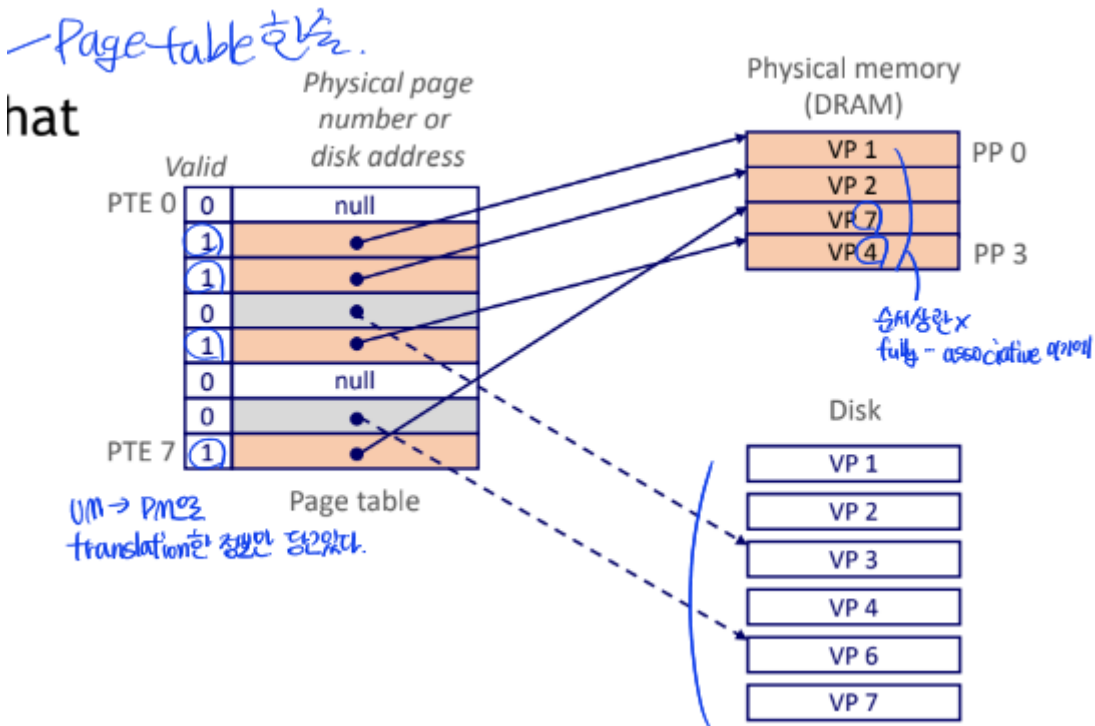 Page table 한줄.
hat
Physical page
number or
disk address
Valid
PTE 0 0 null
1
1
0
1
0 null
0
PTE 7 1
Page table
VM → PM으로
translation한 정보만 담고있다.
Physical memory
(DRAM)
VP 1 PP 0
VP 2
VP 7
VP 4 PP 3
순서상관x
fully - associative
Disk
VP 1
VP 2
VP 3
VP 4
VP 6
VP 7